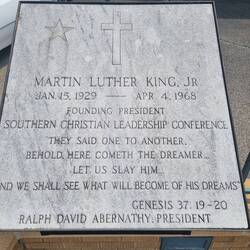 MARTIN LUTHER KING, JR.
JAN. 15, 1929 — APR. 4, 1968
FOUNDING PRESIDENT
SOUTHERN CHRISTIAN LEADERSHIP CONFERENCE
THEY SAID ONE TO ANOTHER,
BEHOLD, HERE COMETH THE DREAMER...
LET US SLAY HIM...
AND WE SHALL SEE WHAT WILL BECOME OF HIS DREAMS
GENESIS 37: 19-20
RALPH DAVID ABERNATHY, PRESIDENT